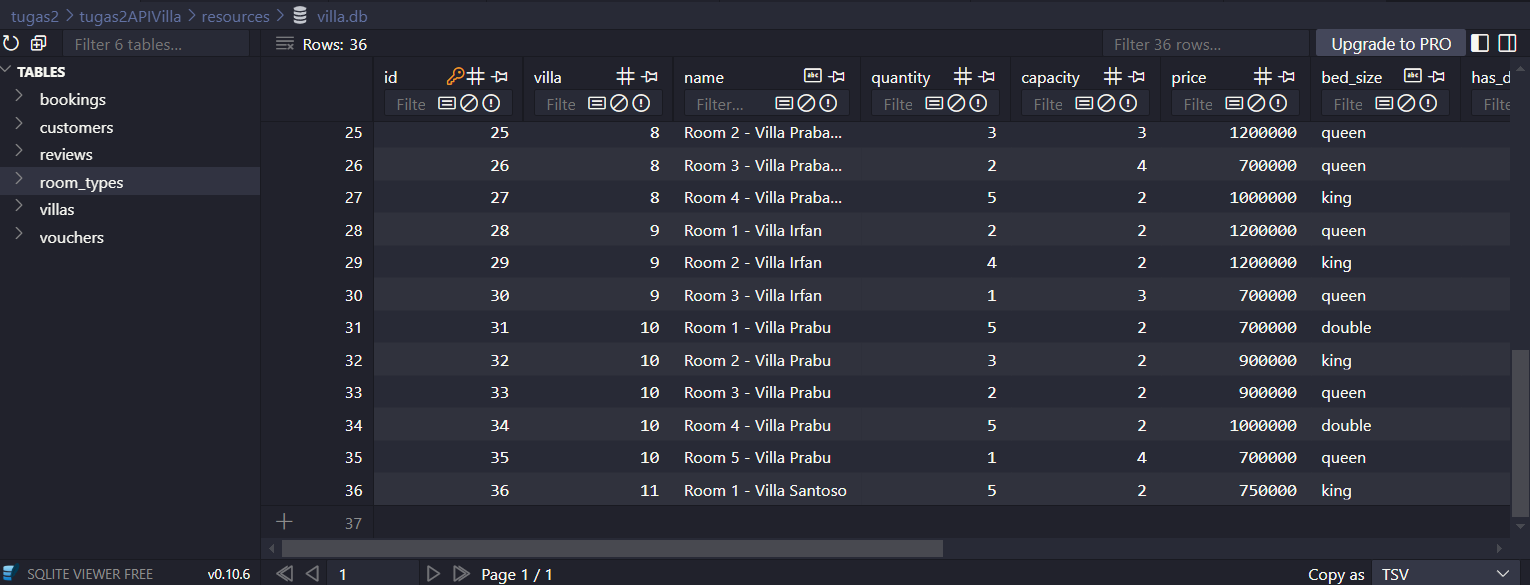 tugas2 > tugas2APIVilla > resources > villa.db
Filter 6 tables... Rows: 36 Filter 36 rows... Upgrade to PRO
TABLES
bookings
customers
reviews
room_types
villas
vouchers
id villa name quantity capacity price bed_size has_d
Filte Filte Filter... Filte Filte Filte Filte Filte
25 25 8 Room 2 - Villa Praba... 3 3 1200000 queen
26 26 8 Room 3 - Villa Praba... 2 4 700000 queen
27 27 8 Room 4 - Villa Praba... 5 2 1000000 king
28 28 9 Room 1 - Villa Irfan 2 2 1200000 queen
29 29 9 Room 2 - Villa Irfan 4 2 1200000 king
30 30 9 Room 3 - Villa Irfan 1 3 700000 queen
31 31 10 Room 1 - Villa Prabu 5 2 700000 double
32 32 10 Room 2 - Villa Prabu 3 2 900000 king
33 33 10 Room 3 - Villa Prabu 2 2 900000 queen
34 34 10 Room 4 - Villa Prabu 5 2 1000000 double
35 35 10 Room 5 - Villa Prabu 1 4 700000 queen
36 36 11 Room 1 - Villa Santoso 5 2 750000 king
37
SQLITE VIEWER FREE v0.10.6 1 Page 1 / 1 Copy as TSV